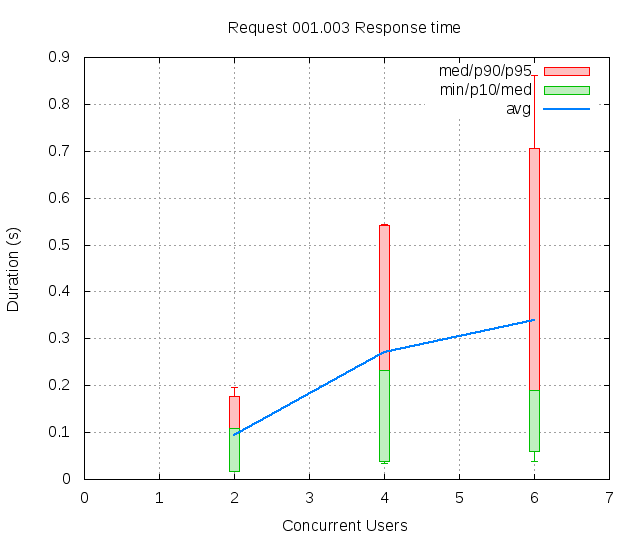 Request 001.003 Response time
0.9
0.8
0.7
0.6
0.5
0.4
0.3
0.2
0.1
0
Duration (s)
med/p90/p95
min/p10/med
avg
0 1 2 3 4 5 6 7
Concurrent Users